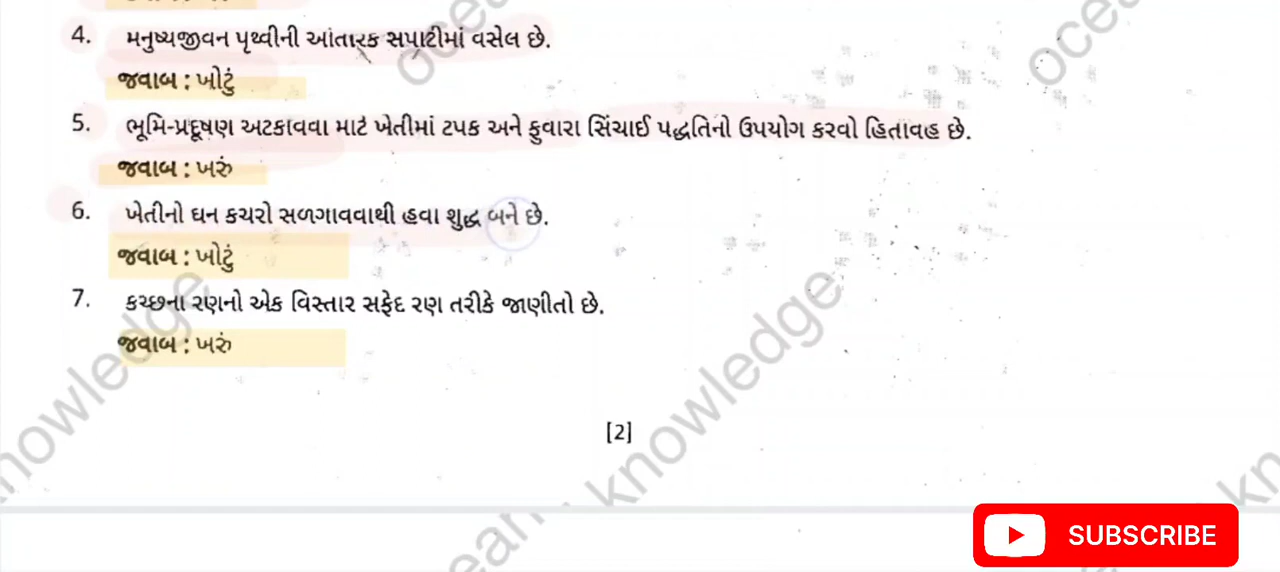 4. મનુષ્યજીવન પૃથ્વીની આંતરિક સપાટીમાં વસેલ છે.
જવાબ : ખોટું
5. ભૂમિ-પ્રદૂષણ અટકાવવા માટે ખેતીમાં ટપક અને ફુવારા સિંચાઈ પદ્ધતિનો ઉપયોગ કરવો હિતાવહ છે.
જવાબ : ખરું
6. ખેતીનો ઘન કચરો સળગાવવાથી હવા શુદ્ધ બને છે.
જવાબ : ખોટું
7. કચ્છના રણનો એક વિસ્તાર સફેદ રણ તરીકે જાણીતો છે.
જવાબ : ખરું
knowledge
knowledge
[2]
SUBSCRIBE